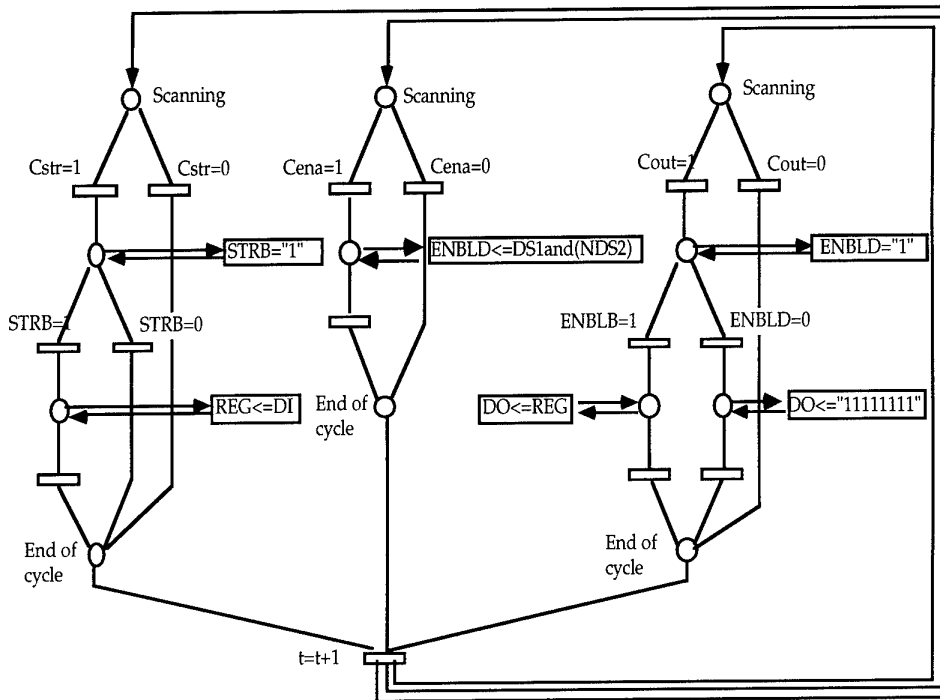 Scanning
Scanning
Scanning
Cstr=1
Cstr=0
Cena=1
Cena=0
Cout=1
Cout=0
STRB="1"
ENBLD<=DS1and(NDS2)
ENBLD="1"
STRB=1
STRB=0
ENBLB=1
ENBLD=0
REG<=DI
End of
cycle
DO<=REG
DO<="11111111"
End of
cycle
End of
cycle
t=t+1